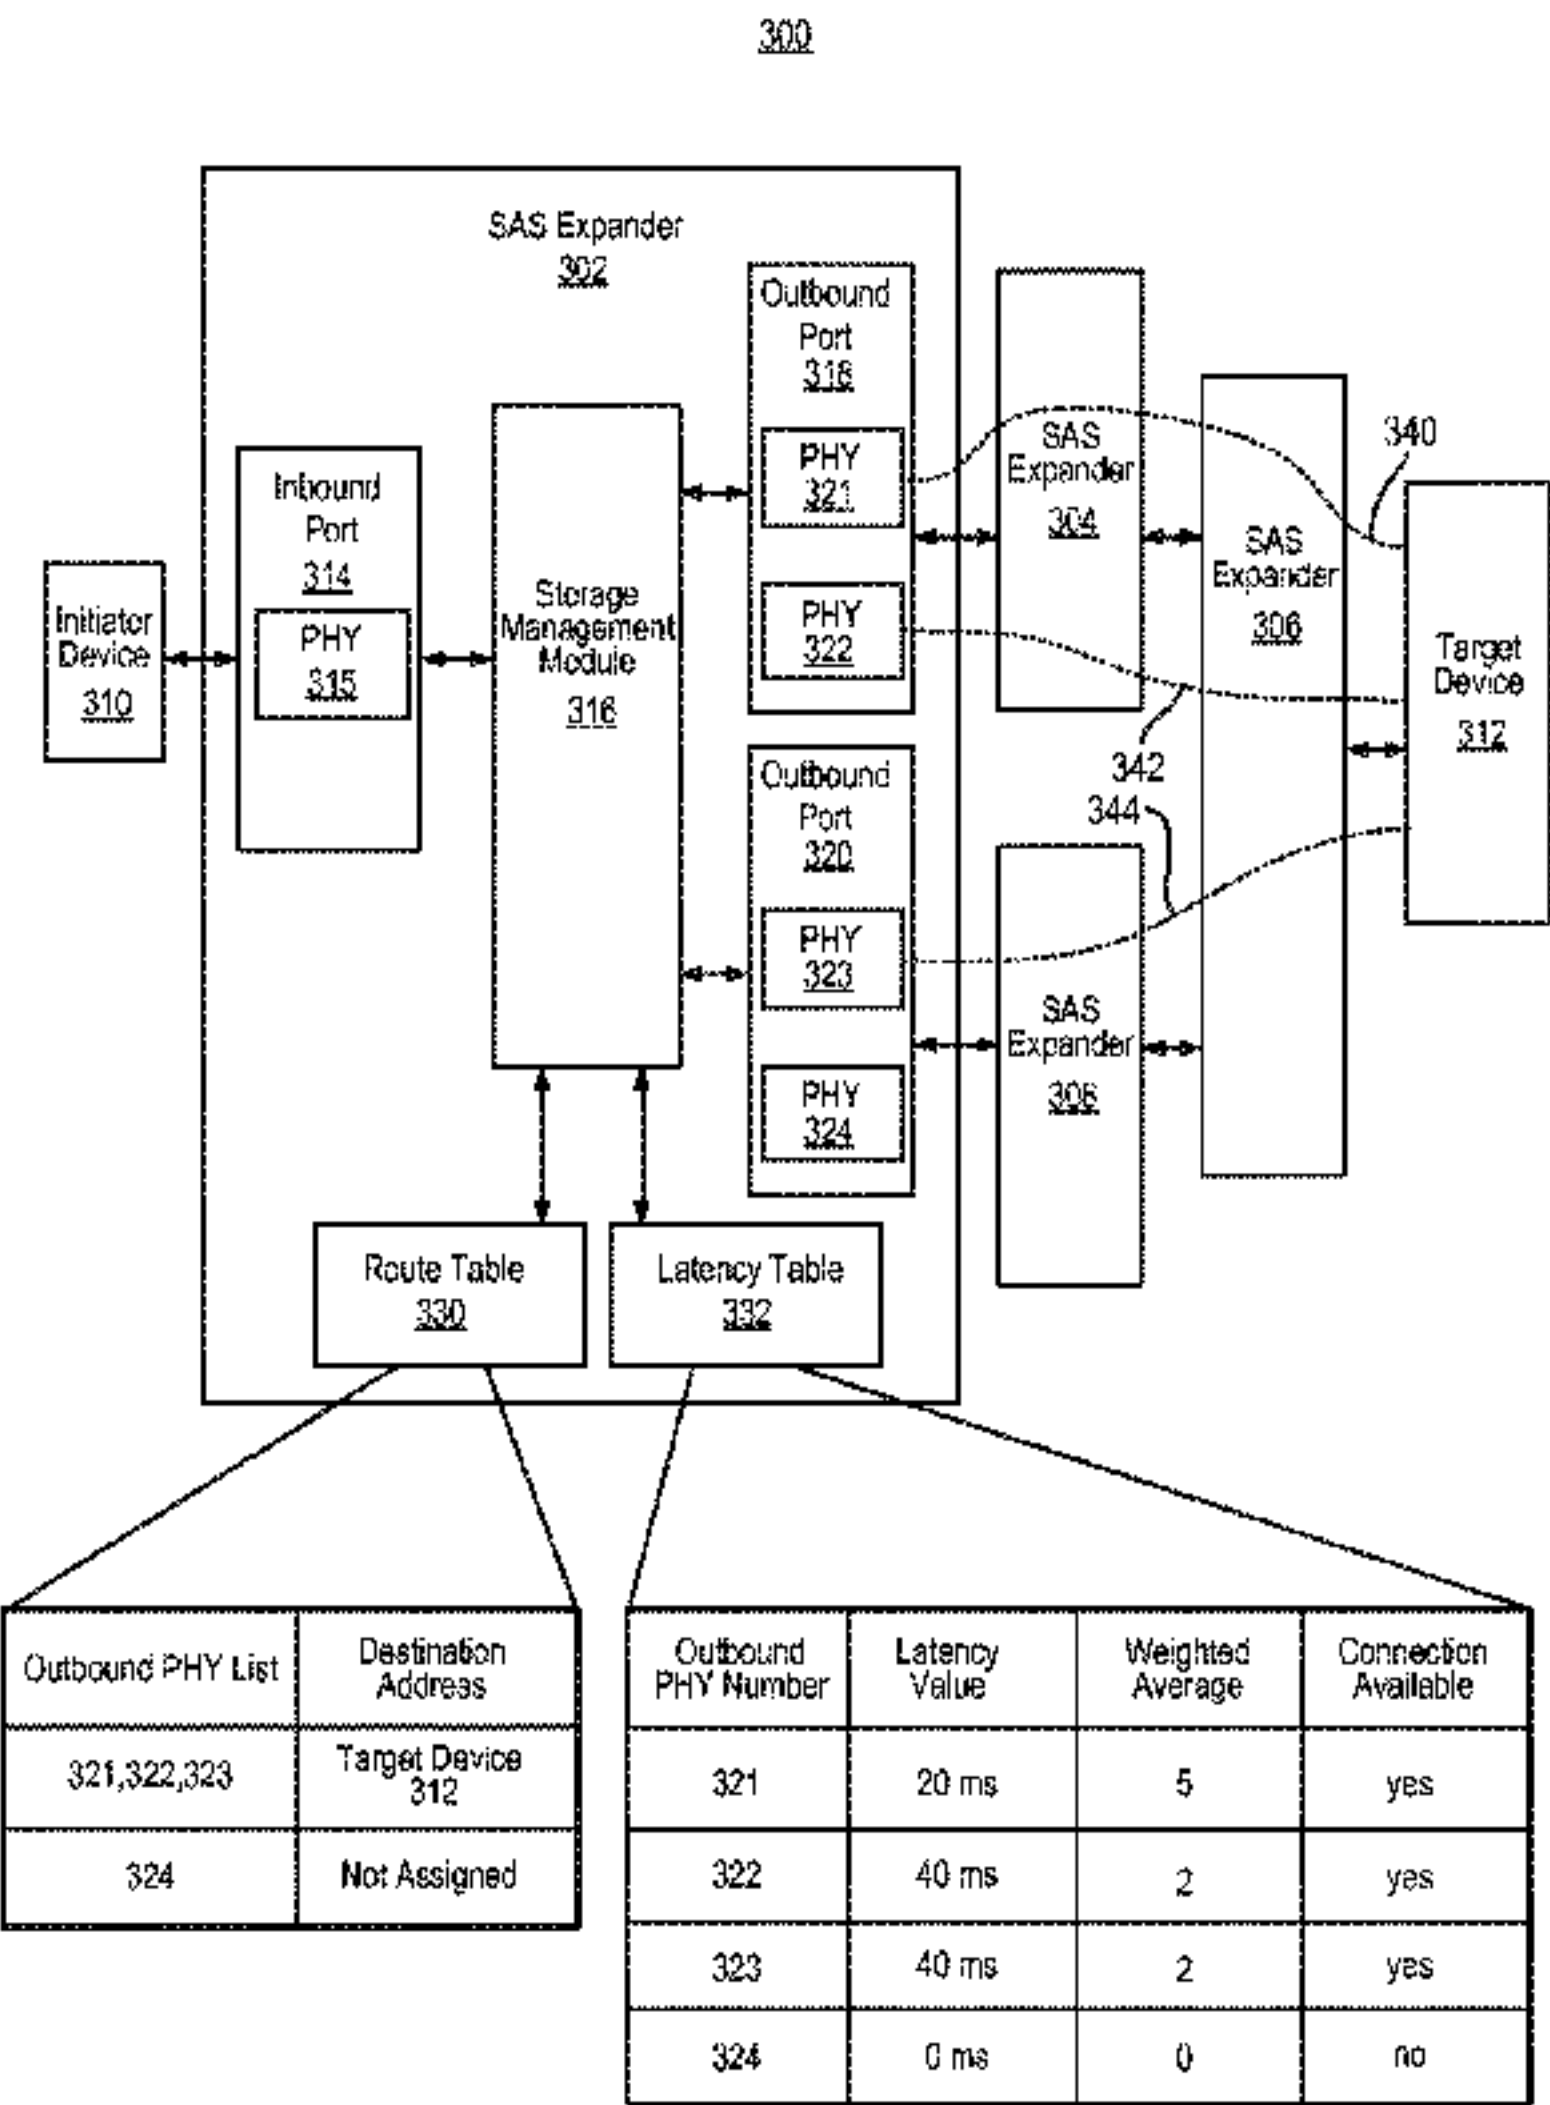 300
SAS Expander
302
Outbound
Port
318
PHY
321
PHY
322
SAS
Expander
304
340
Inbound
Port
314
PHY
315
Initiator
Device
310
Storage
Management
Module
316
SAS
Expander
306
Target
Device
312
342
344
Outbound
Port
320
PHY
323
PHY
324
SAS
Expander
308
Route Table
330
Latency Table
332
Outbound PHY List
Destination
Address
321,322,323
Target Device
312
324
Not Assigned
Outbound
PHY Number
Latency
Value
Weighted
Average
Connection
Available
321
20 ms
5
yes
322
40 ms
2
yes
323
40 ms
2
yes
324
0 ms
0
no